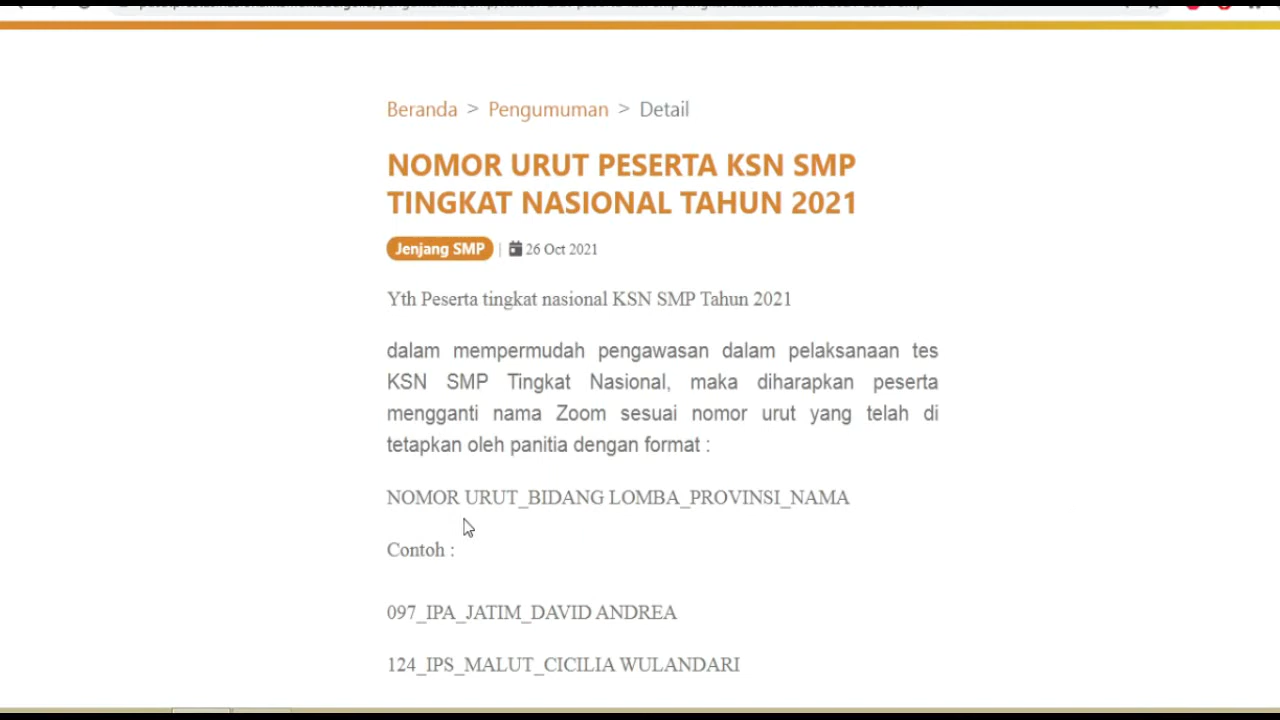 Beranda > Pengumuman > Detail
NOMOR URUT PESERTA KSN SMP
TINGKAT NASIONAL TAHUN 2021
Jenjang SMP | 26 Oct 2021
Yth Peserta tingkat nasional KSN SMP Tahun 2021
dalam mempermudah pengawasan dalam pelaksanaan tes
KSN SMP Tingkat Nasional, maka diharapkan peserta
mengganti nama Zoom sesuai nomor urut yang telah di
tetapkan oleh panitia dengan format :
NOMOR URUT_BIDANG LOMBA_PROVINSI_NAMA
Contoh :
097_IPA_JATIM_DAVID ANDREA
124_IPS_MALUT_CICILIA WULANDARI